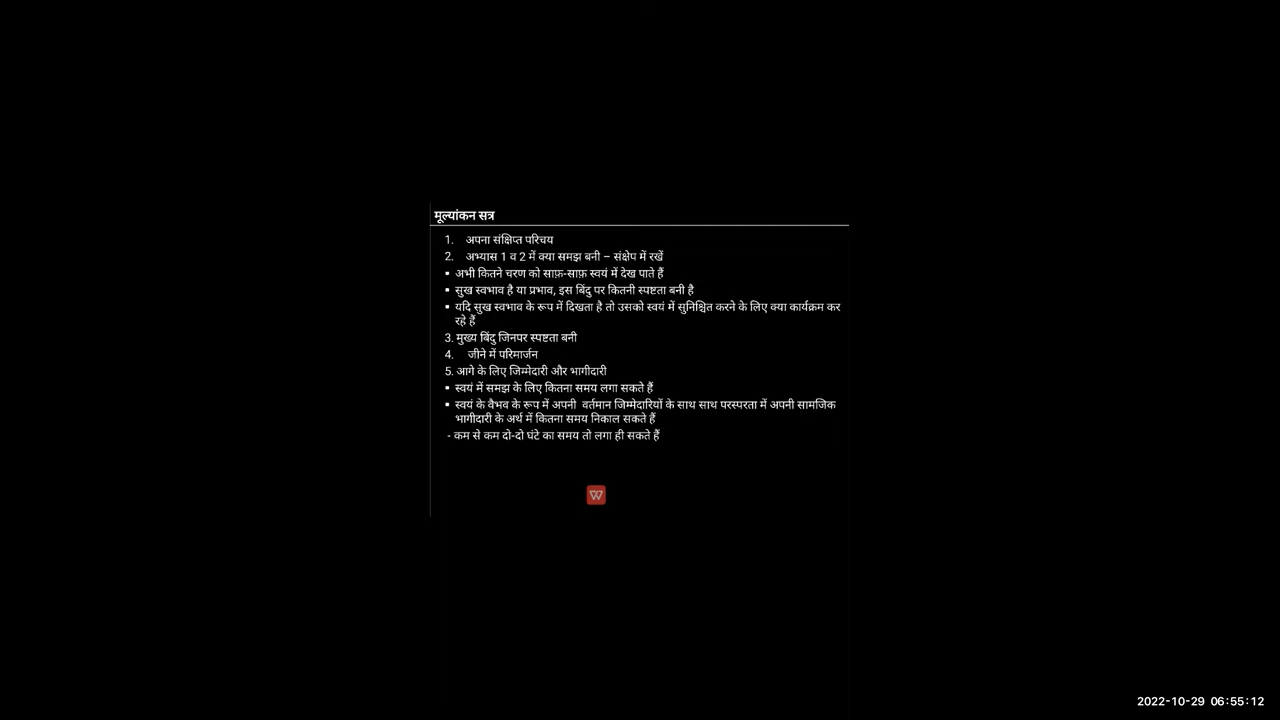 मूल्यांकन सत्र
1. अपना संक्षिप्त परिचय
2. अभ्यास 1 व 2 में क्या समझ बनी – संक्षेप में रखें
▪ अभी कितने चरण को साफ़-साफ़ स्वयं में देख पाते हैं
▪ सुख स्वभाव है या प्रभाव, इस बिंदु पर कितनी स्पष्टता बनी है
▪ यदि सुख स्वभाव के रूप में दिखता है तो उसको स्वयं में सुनिश्चित करने के लिए क्या कार्यक्रम कर
रहे हैं
3. मुख्य बिंदु जिनपर स्पष्टता बनी
4. जीने में परिमार्जन
5. आगे के लिए जिम्मेदारी और भागीदारी
▪ स्वयं में समझ के लिए कितना समय लगा सकते हैं
▪ स्वयं के वैभव के रूप में अपनी वर्तमान जिम्मेदारियों के साथ साथ परस्परता में अपनी सामजिक
भागीदारी के अर्थ में कितना समय निकाल सकते हैं
- कम से कम दो-दो घंटे का समय तो लगा ही सकते हैं
W
2022-10-29 06:55:12